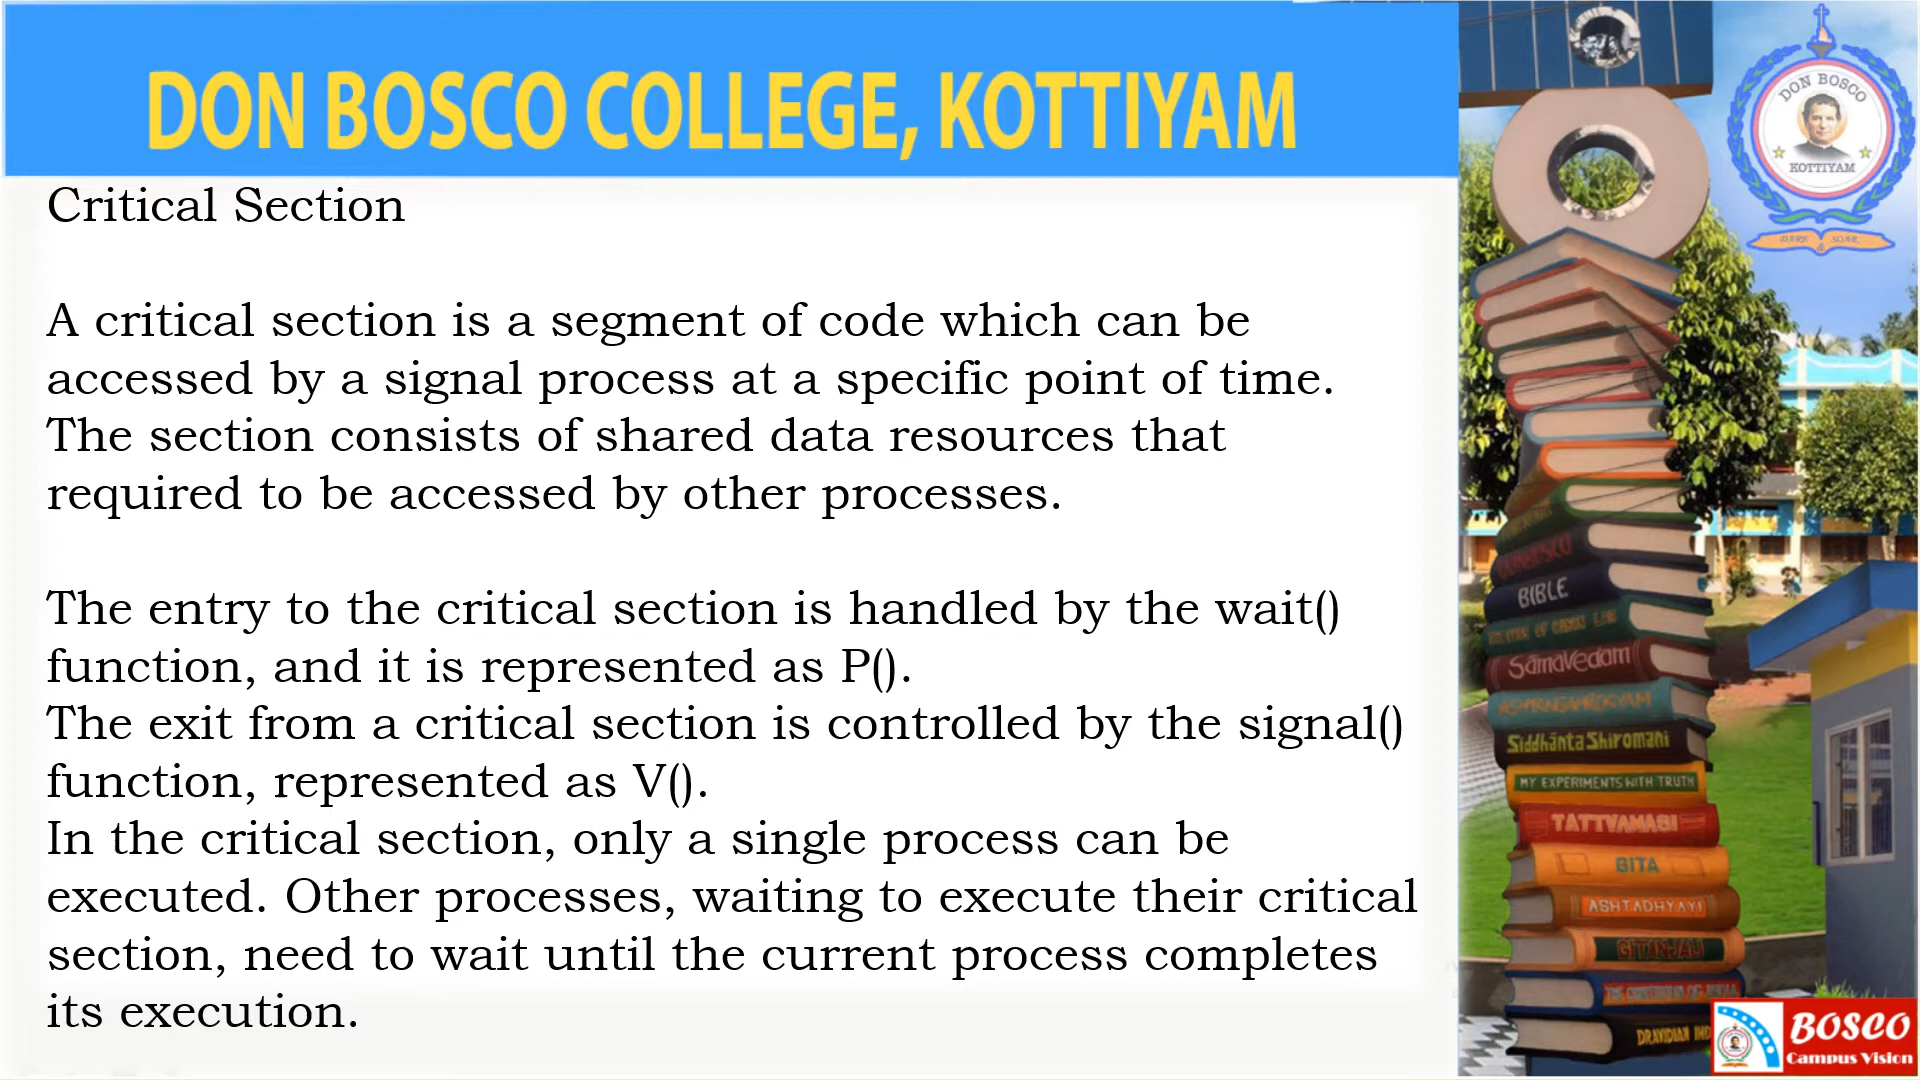 DON BOSCO COLLEGE, KOTTIYAM
DON BOSCO
KOTTIYAM
DARE & SOAR
Critical Section
A critical section is a segment of code which can be
accessed by a signal process at a specific point of time.
The section consists of shared data resources that
required to be accessed by other processes.
The entry to the critical section is handled by the wait()
function, and it is represented as P().
The exit from a critical section is controlled by the signal()
function, represented as V().
In the critical section, only a single process can be
executed. Other processes, waiting to execute their critical
section, need to wait until the current process completes
its execution.
BIBLE
SāmaVedam
Siddhānta Shiromani
MY EXPERIMENTS WITH TRUTH
TATTVAMASI
GITA
ASHTADHYAYI
GITANJALI
DRAVIDIAN
BOSCO
Campus Vision